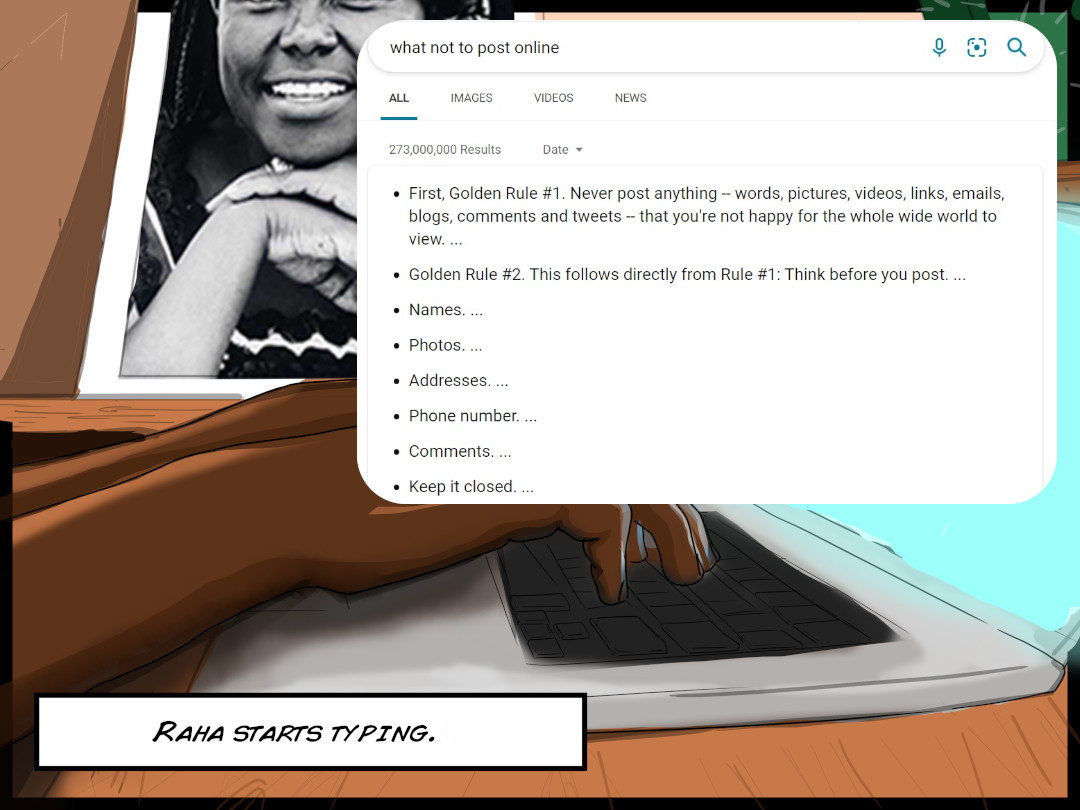 what not to post online
ALL IMAGES VIDEOS NEWS
273,000,000 Results Date
• First, Golden Rule #1. Never post anything -- words, pictures, videos, links, emails,
blogs, comments and tweets -- that you're not happy for the whole wide world to
view. ...
• Golden Rule #2. This follows directly from Rule #1: Think before you post. ...
• Names. ...
• Photos. ...
• Addresses. ...
• Phone number. ...
• Comments. ...
• Keep it closed. ...
RAHA STARTS TYPING.